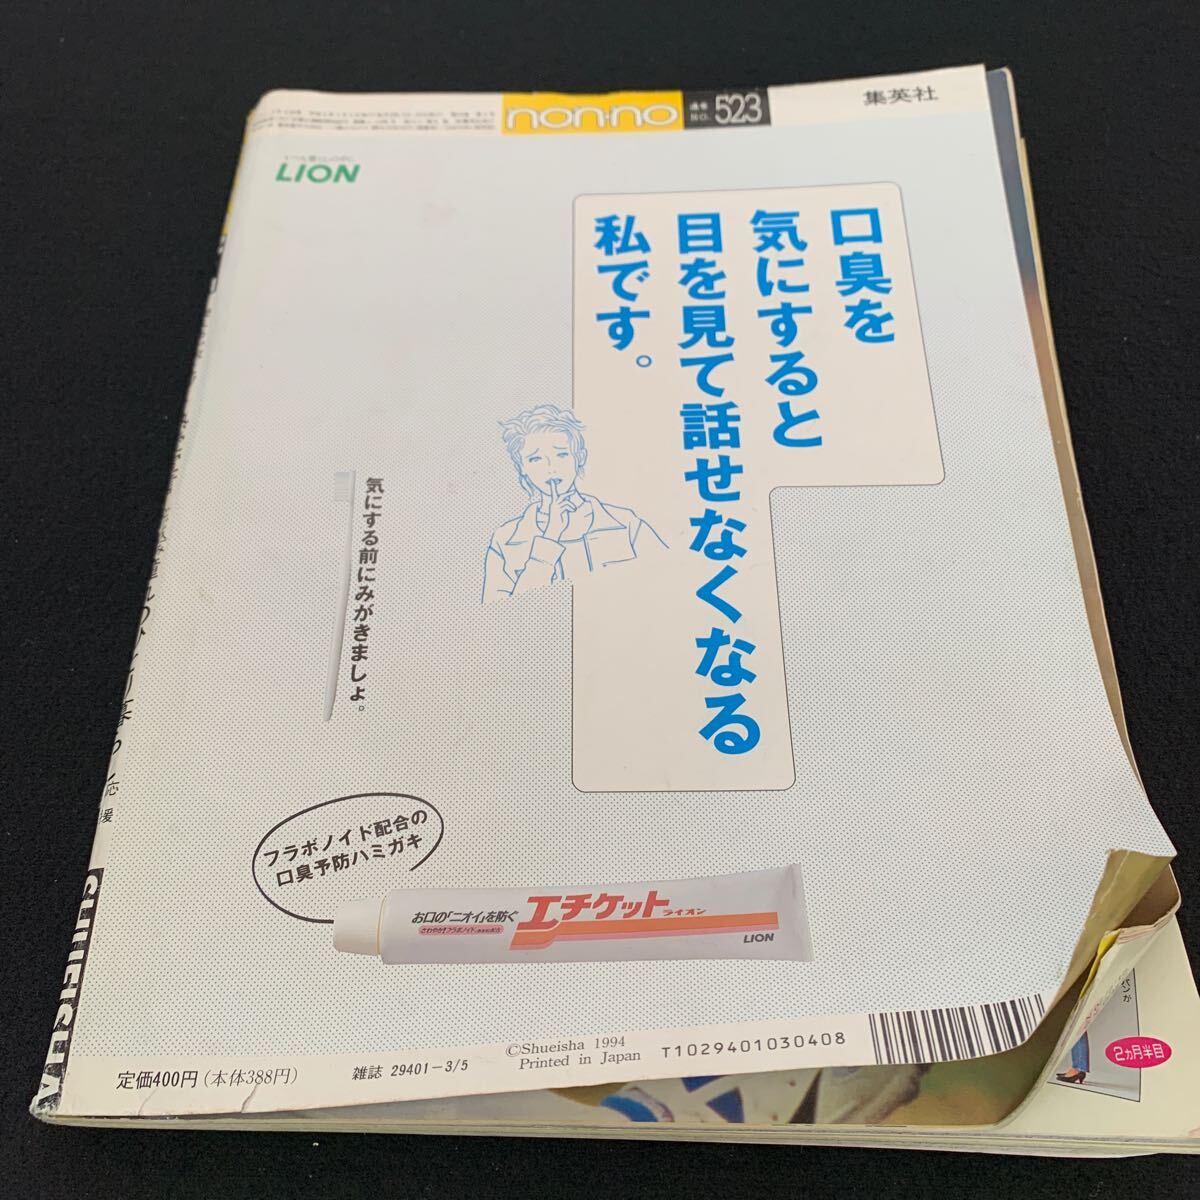 non-no
通巻
NO. 523
集英社
LION
口臭を
気にすると
目を見て話せなくなる
私です。
気にする前にみがきましょ。
フラボノイド配合の
口臭予防ハミガキ
お口の「ニオイ」を防ぐ
エチケット
ライオン
LION
©Shueisha 1994
Printed in Japan
T1029401030408
定価400円(本体388円)
雑誌 29401-3/5
2ヵ月半目